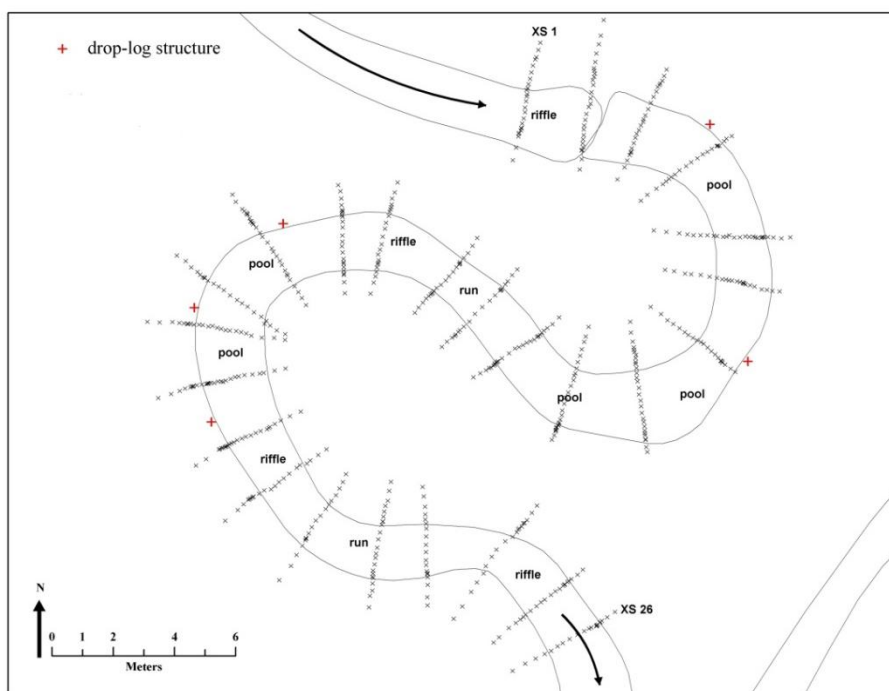 XS 1
+ drop-log structure
riffle
pool
riffle
pool
run
pool
pool
pool
riffle
run
riffle
XS 26
N
0 1 2 4 6
Meters